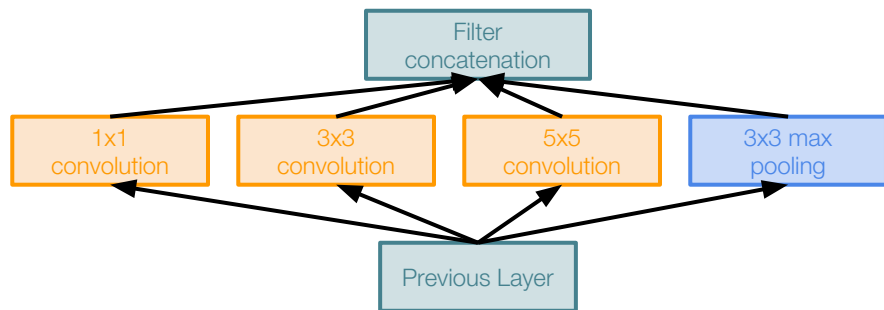 Filter
concatenation
1x1
convolution
3x3
convolution
5x5
convolution
3x3 max
pooling
Previous Layer